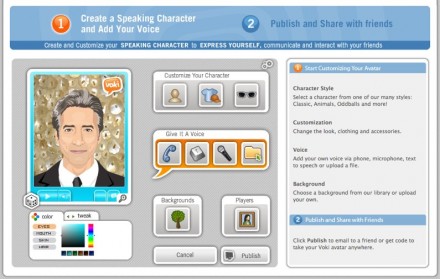 1
Create a Speaking Character
and Add Your Voice
2
Publish and Share with friends
Create and Customize your SPEAKING CHARACTER to EXPRESS YOURSELF, communicate and interact with your friends
voki
Customize Your Character
Give It A Voice
Backgrounds
Players
Cancel
Publish
color
tweak
EYES
MOUTH
SKIN
HAIR
1 Start Customizing Your Avatar
Character Style
Select a character from one of our many styles:
Classic, Animals, Oddballs and more!
Customization
Change the look, clothing and accessories.
Voice
Add your own voice via phone, microphone, text
to speech or upload a file.
Background
Choose a background from our library or upload
your own.
2 Publish and Share with Friends
Click Publish to email to a friend or get code to
take your Voki avatar anywhere.